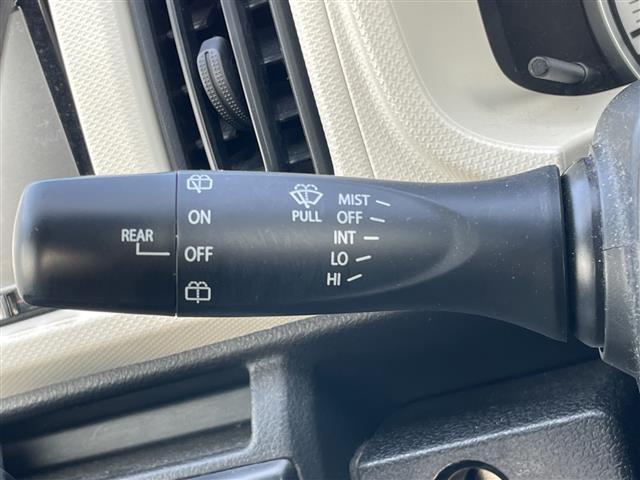 REAR
ON
OFF
PULL
MIST
OFF
INT
LO
HI